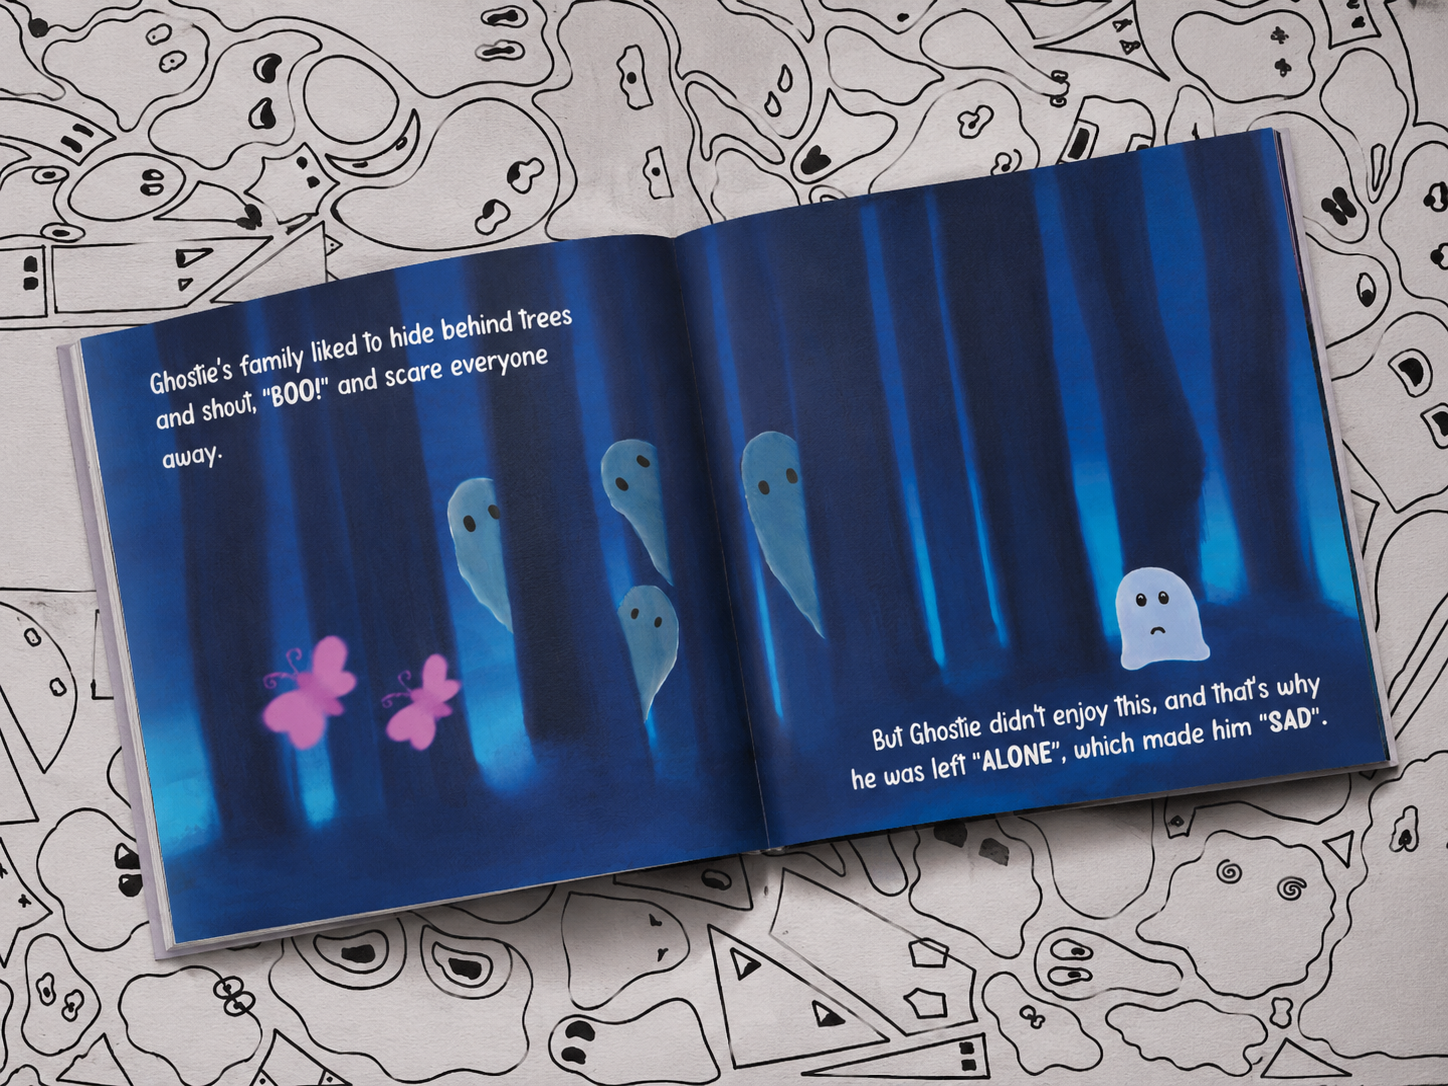 Ghostie's family liked to hide behind trees
and shout, "BOO!" and scare everyone
away.
But Ghostie didn't enjoy this, and that's why
he was left "ALONE", which made him "SAD".